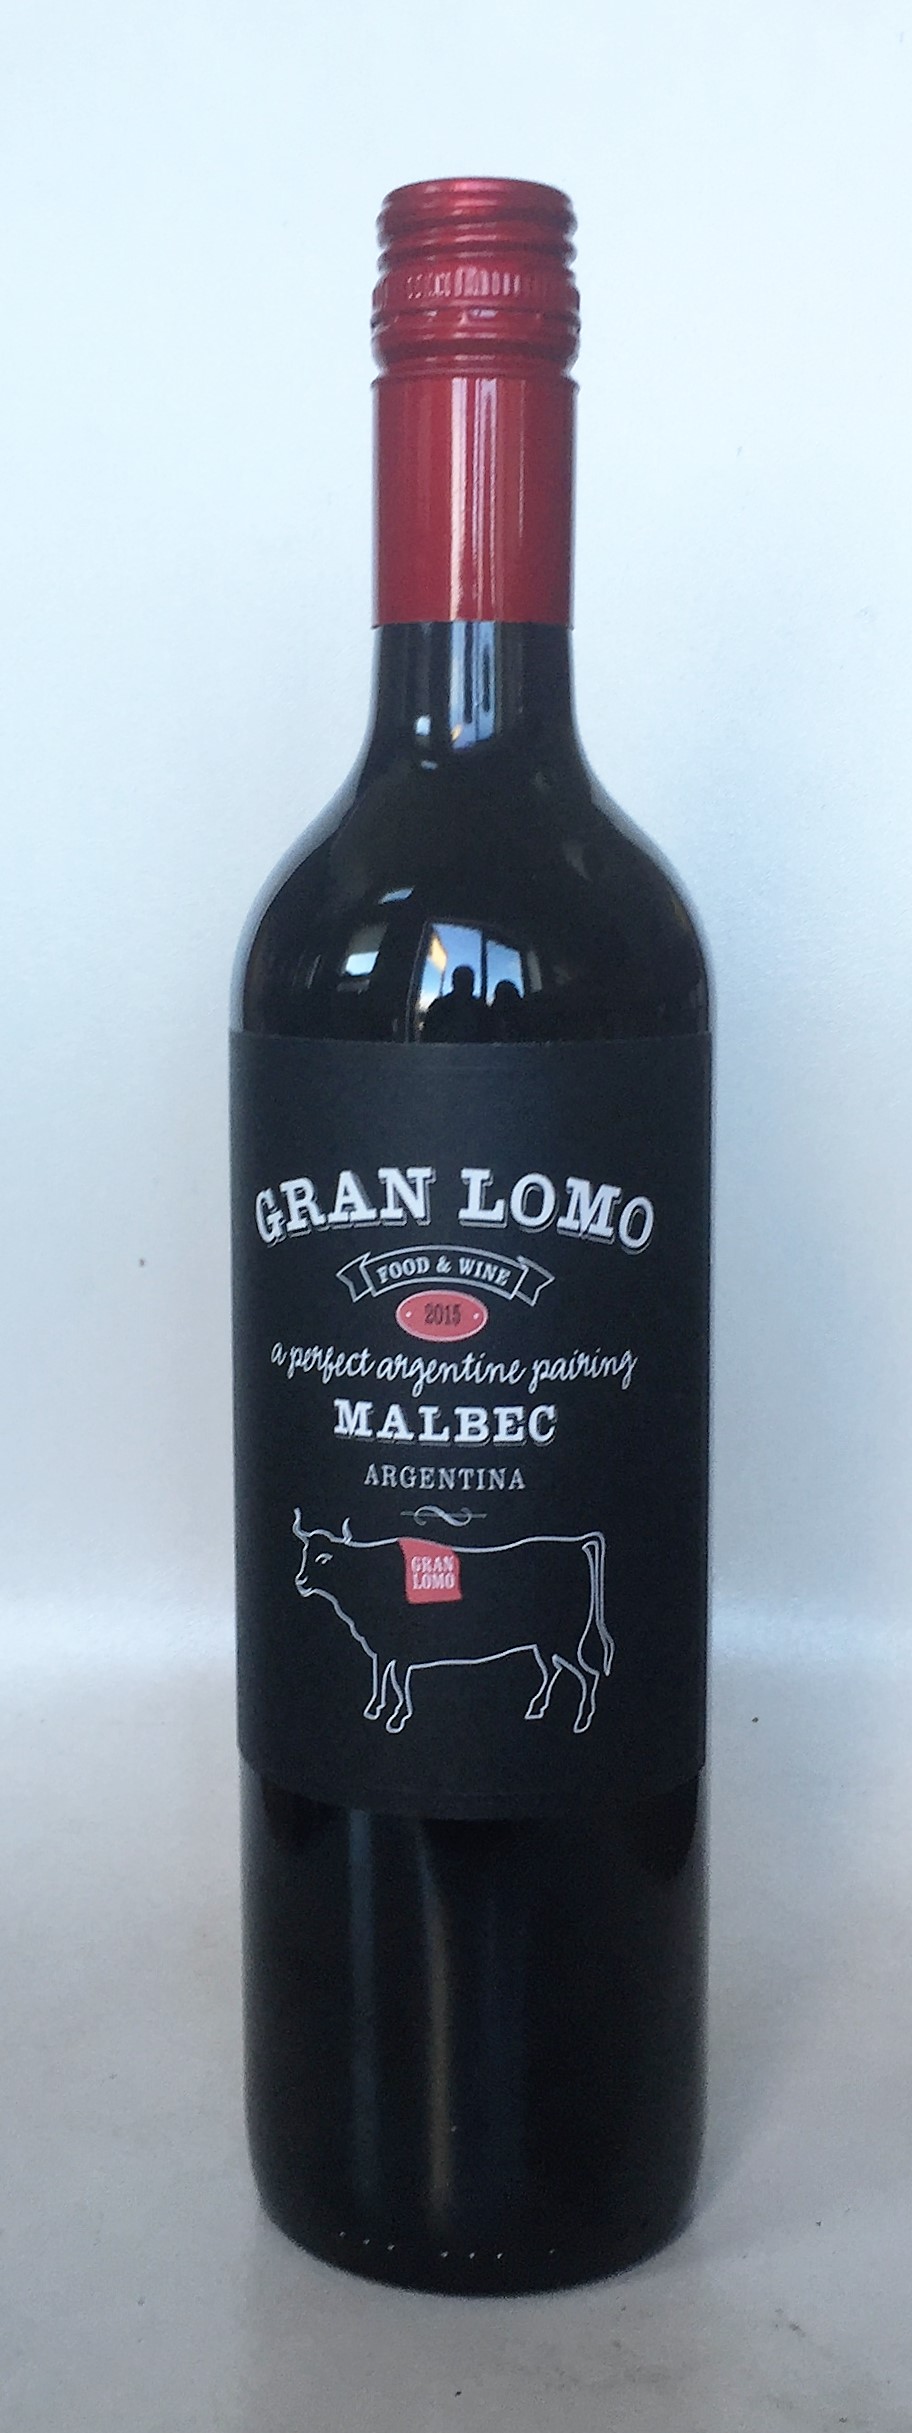 GRAN LOMO
FOOD & WINE
2015
a perfect argentine pairing
MALBEC
ARGENTINA
GRAN
LOMO